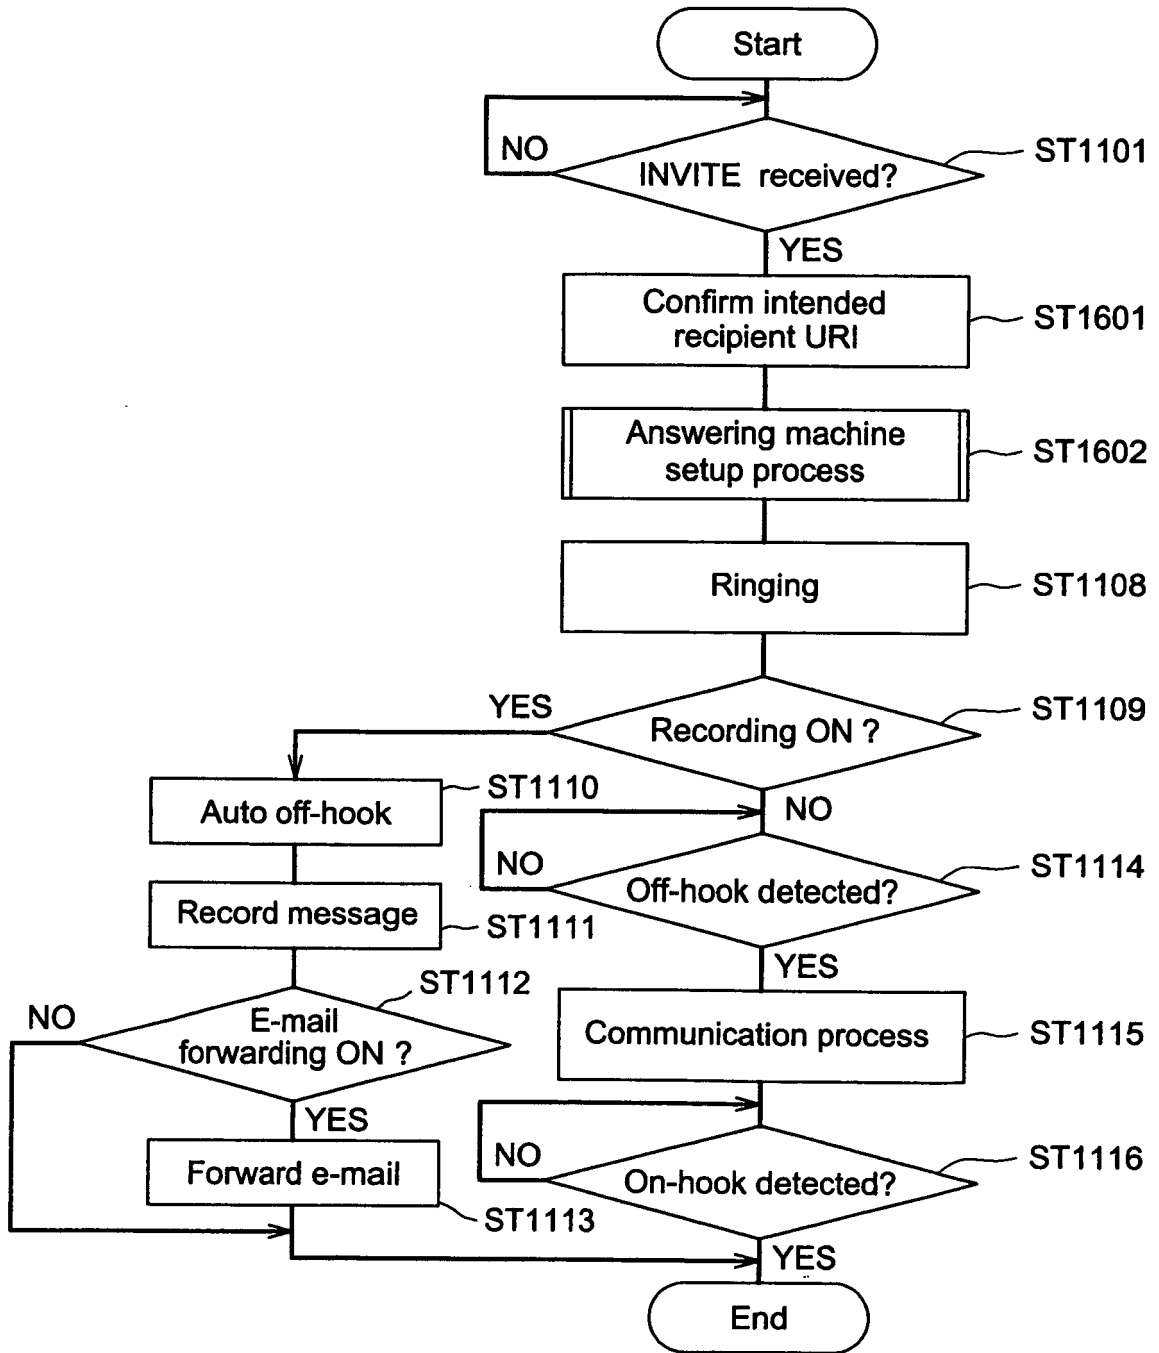 Start
NO
INVITE received?
ST1101
YES
Confirm intended
recipient URI
ST1601
Answering machine
setup process
ST1602
Ringing
ST1108
YES
Recording ON ?
ST1109
NO
Auto off-hook
ST1110
NO
Off-hook detected?
ST1114
Record message
ST1111
YES
ST1112
NO
E-mail
forwarding ON ?
Communication process
ST1115
YES
NO
On-hook detected?
ST1116
Forward e-mail
ST1113
YES
End